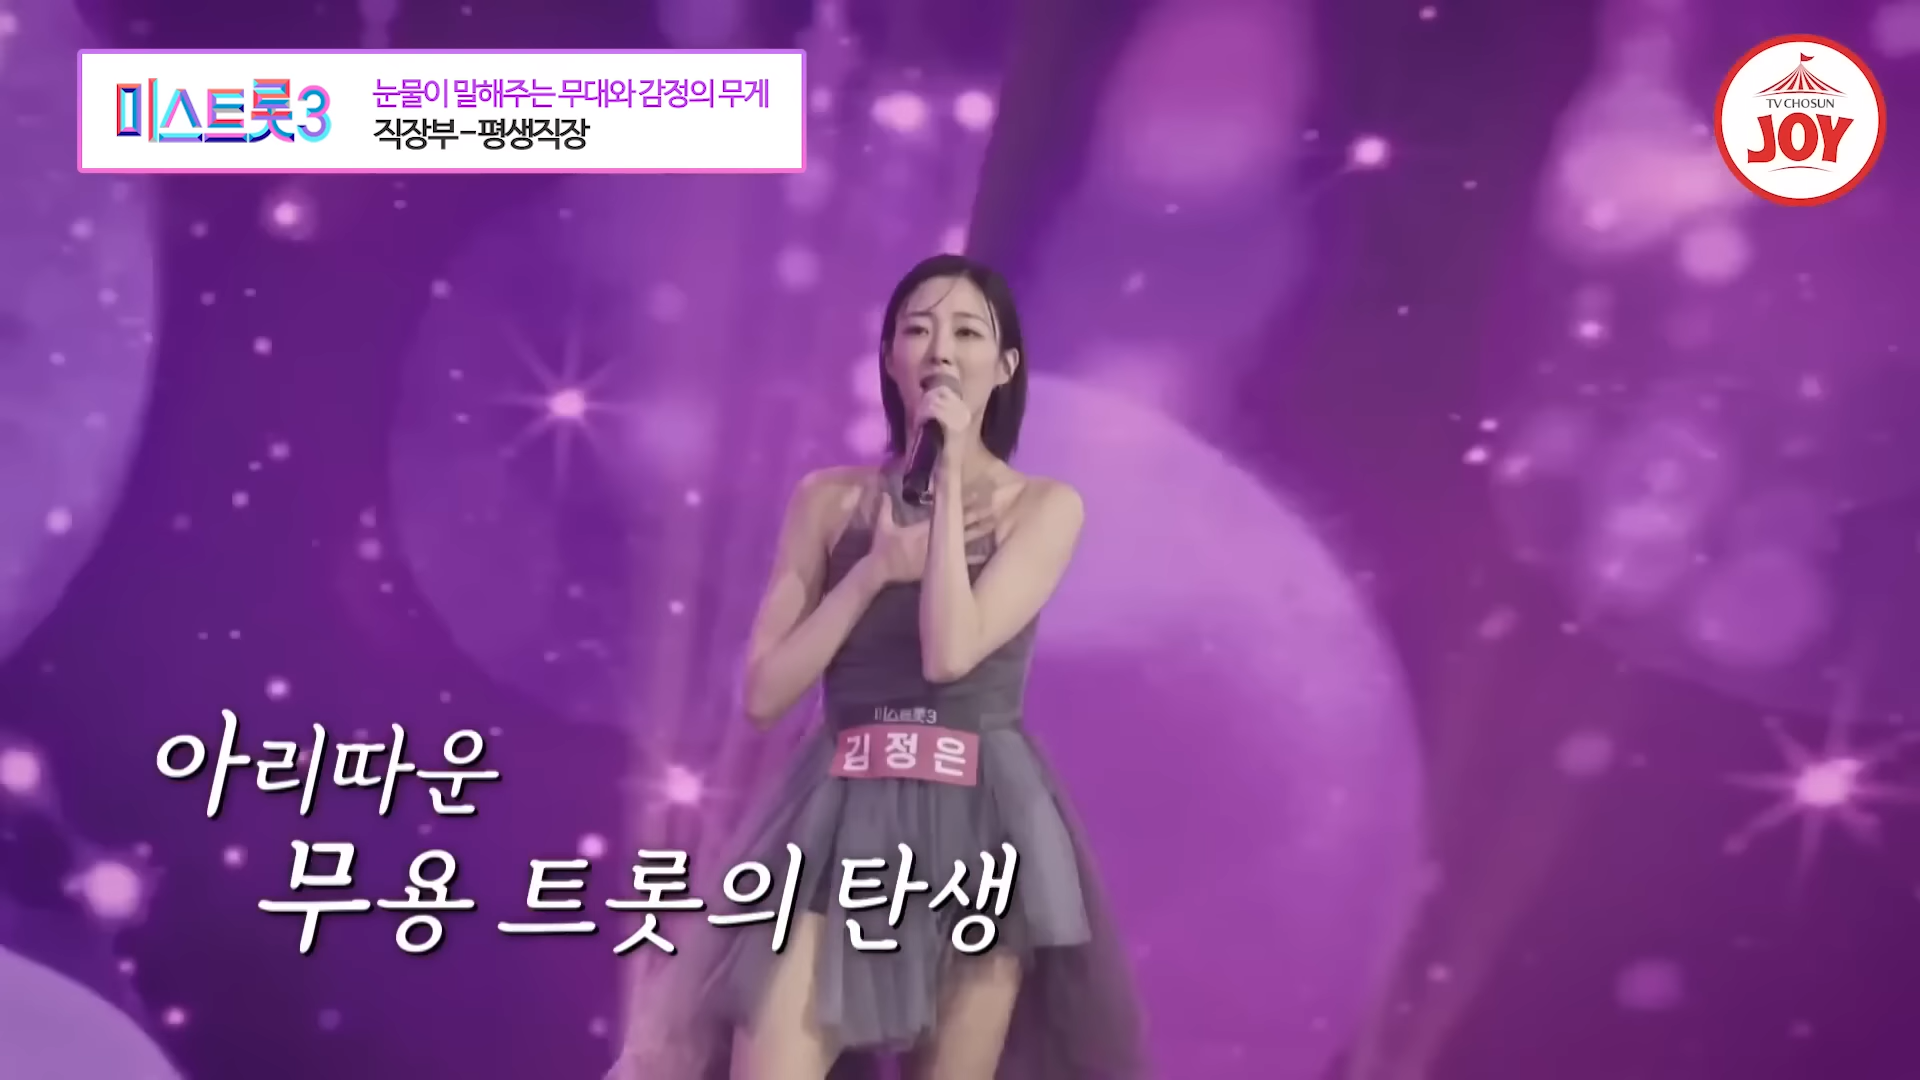 미스트롯3
눈물이 말해주는 무대와 감정의 무게
직장부-평생직장
TV CHOSUN
JOY
미스트롯3
김정은
아리따운
무용 트롯의 탄생